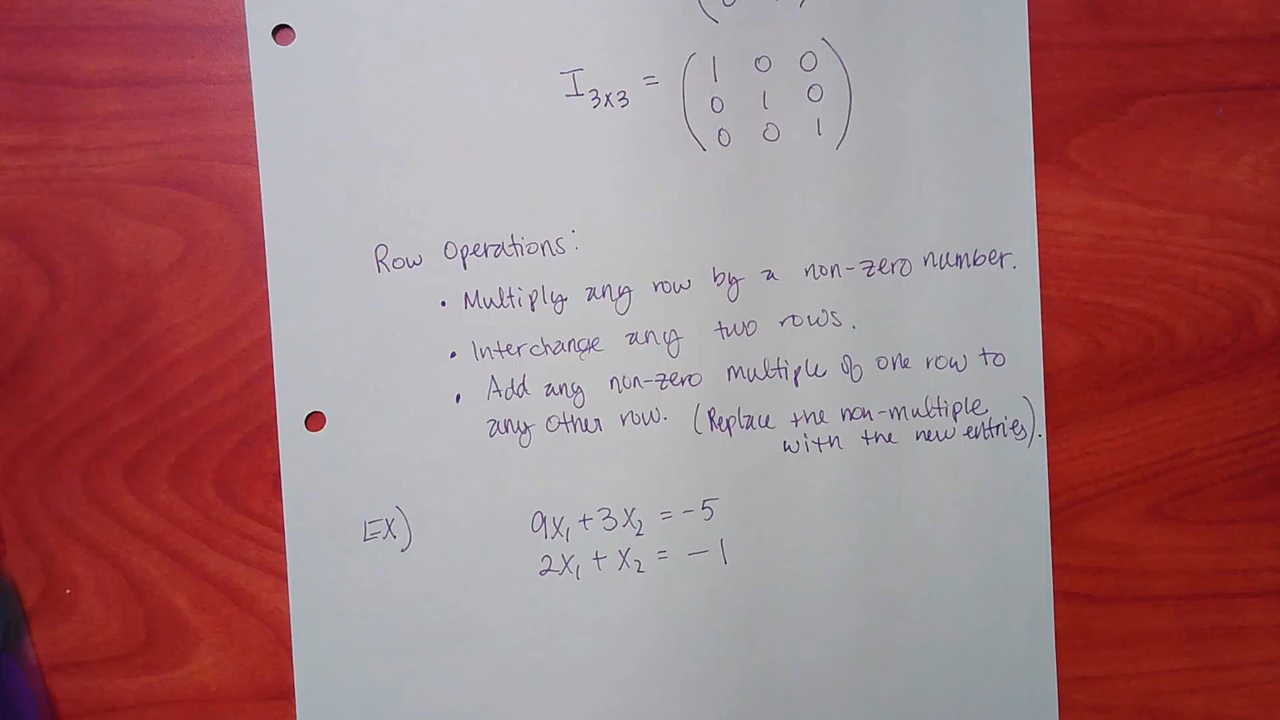 I₃ₓ₃ = (1 0 0
0 1 0
0 0 1)
Row Operations:
• Multiply any row by a non-zero number.
• Interchange any two rows.
• Add any non-zero multiple of one row to
any other row. (Replace the non-multiple
with the new entries).
EX) 9x₁ + 3x₂ = -5
2x₁ + x₂ = -1